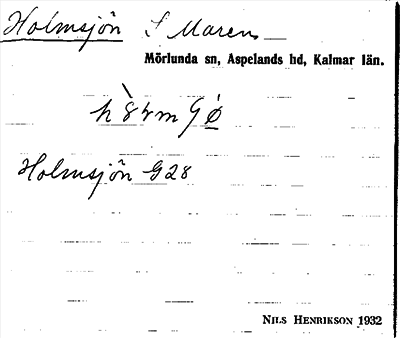 Holmsjön S Maren
Mörlunda sn, Aspelands hd, Kalmar län.
Holmsjön G28
NILS HENRIKSON 1932